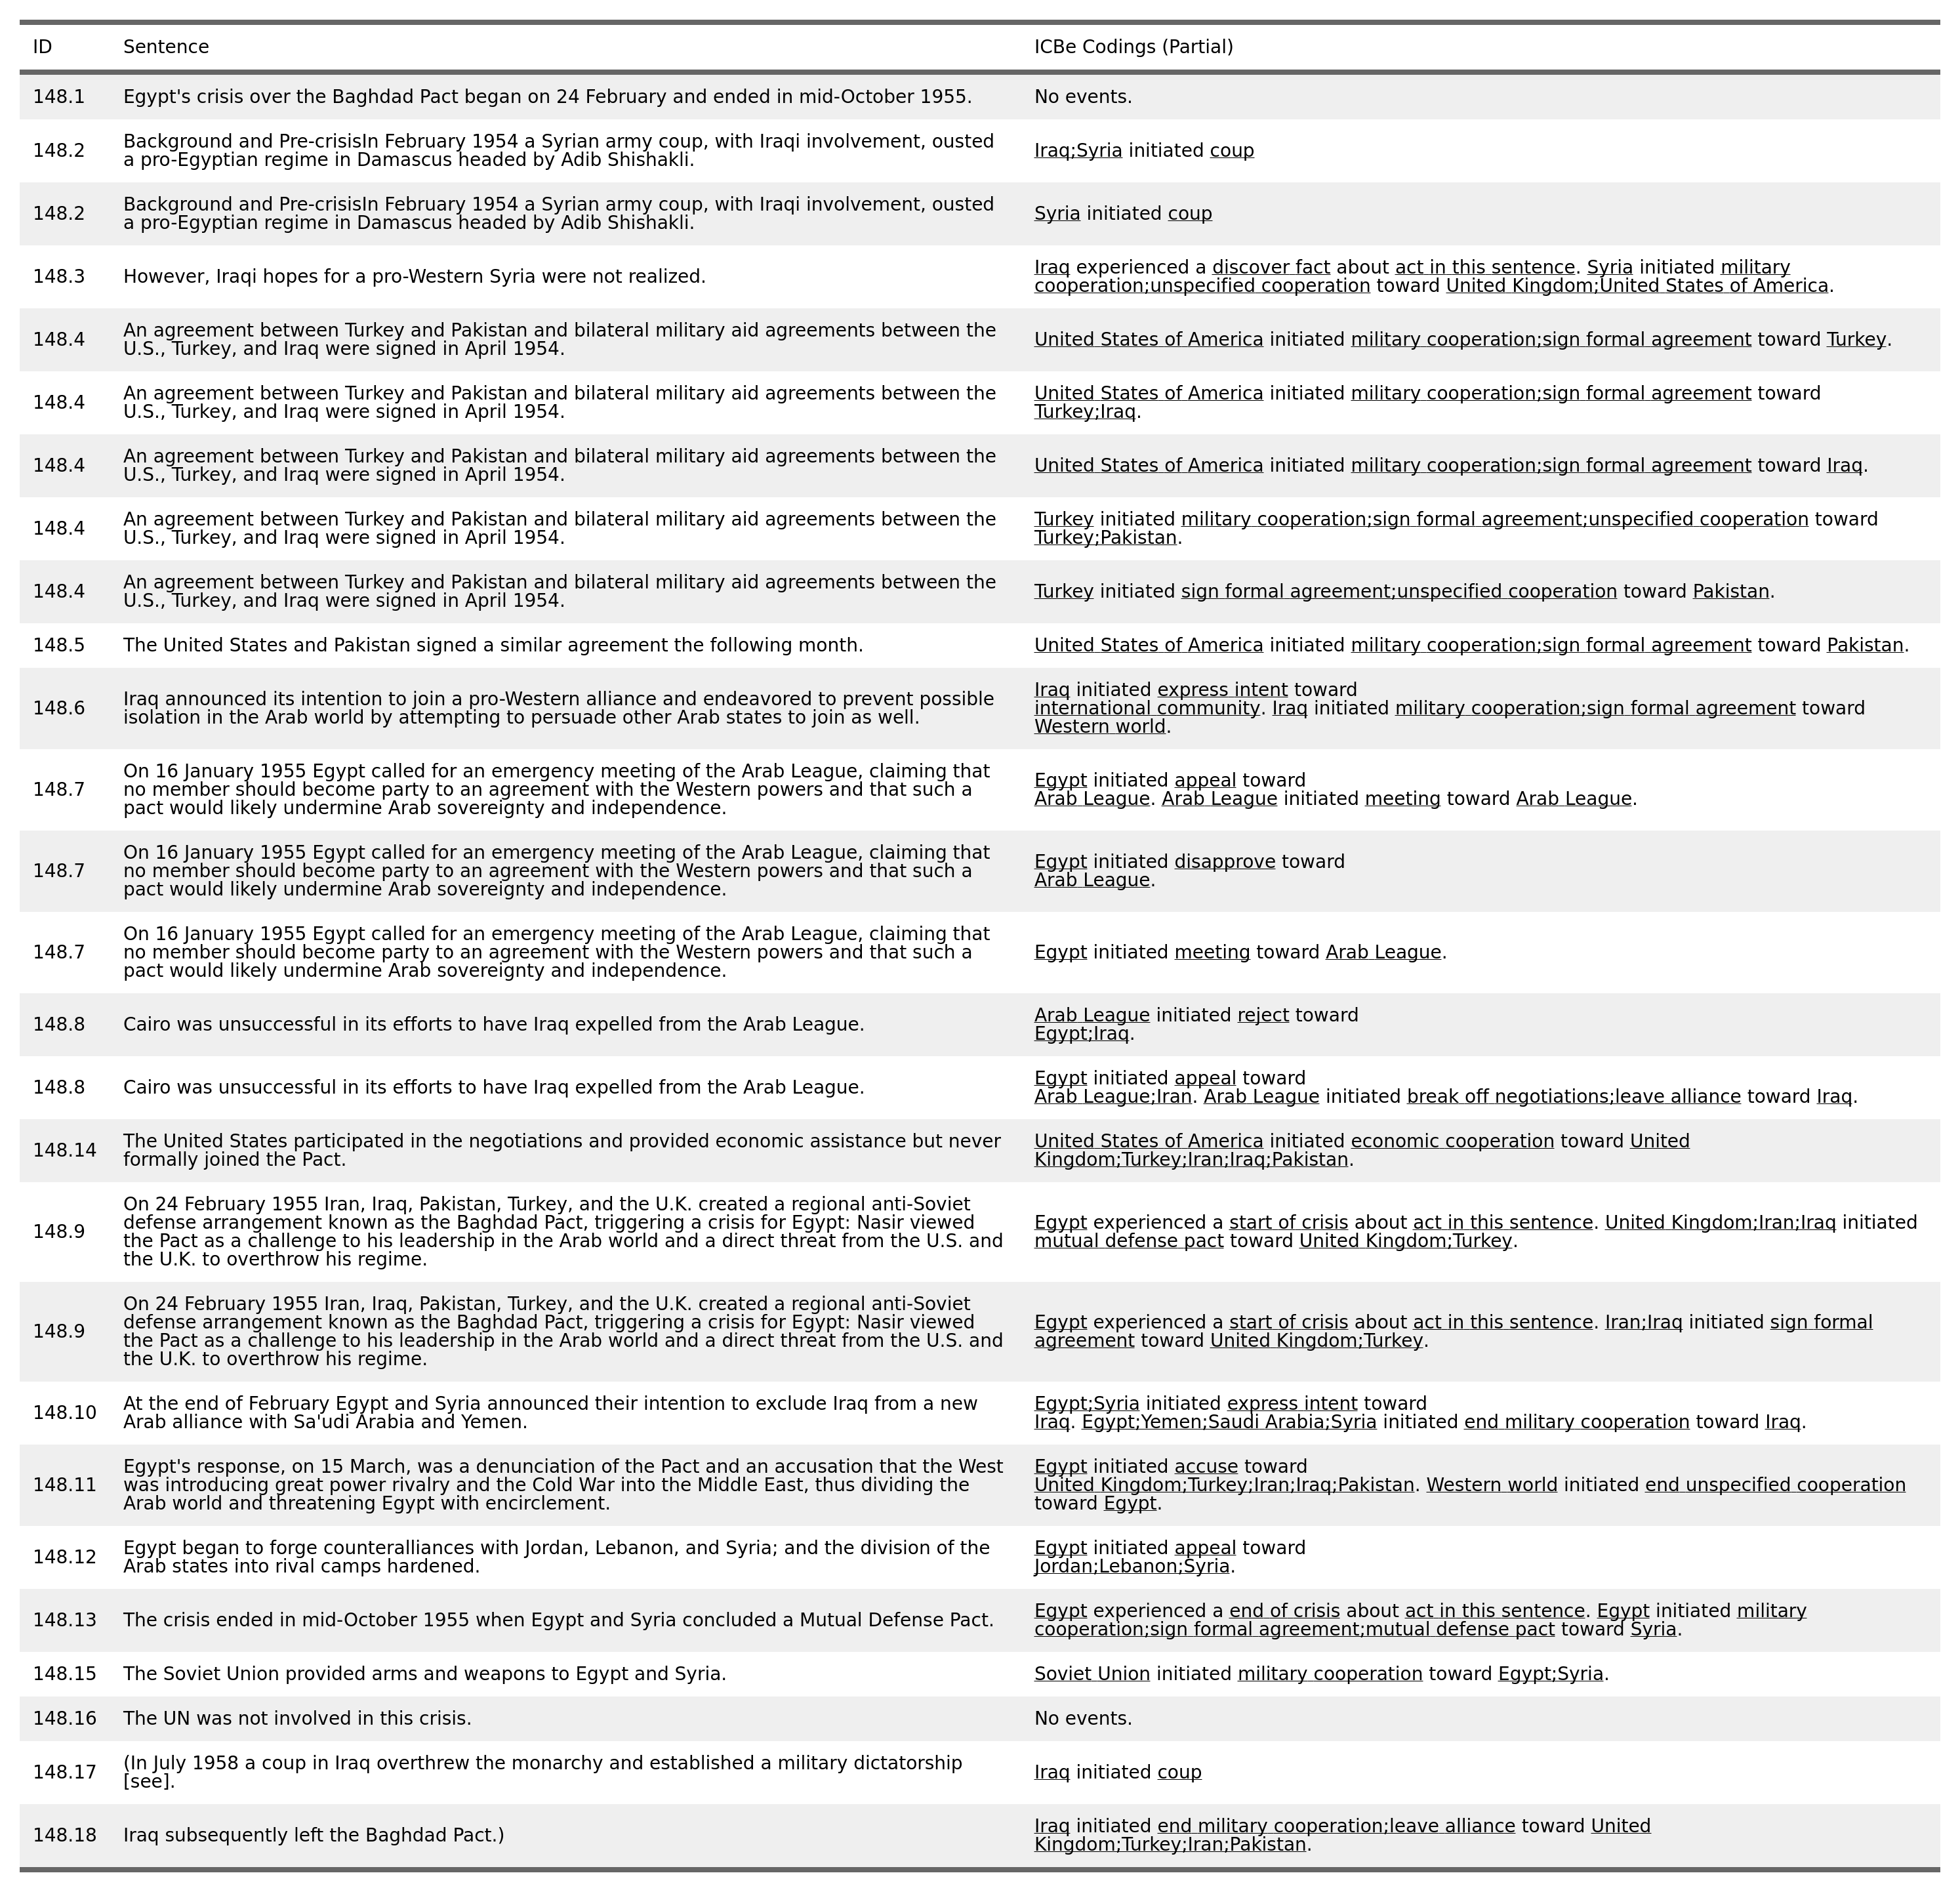 ID Sentence ICBe Codings (Partial)
148.1 Egypt's crisis over the Baghdad Pact began on 24 February and ended in mid-October 1955. No events.
148.2 Background and Pre-crisisIn February 1954 a Syrian army coup, with Iraqi involvement, ousted
a pro-Egyptian regime in Damascus headed by Adib Shishakli.
Iraq;Syria initiated coup
148.2 Background and Pre-crisisIn February 1954 a Syrian army coup, with Iraqi involvement, ousted
a pro-Egyptian regime in Damascus headed by Adib Shishakli.
Syria initiated coup
148.3 However, Iraqi hopes for a pro-Western Syria were not realized.
Iraq experienced a discover fact about act in this sentence. Syria initiated military
cooperation;unspecified cooperation toward United Kingdom;United States of America.
148.4 An agreement between Turkey and Pakistan and bilateral military aid agreements between the
U.S., Turkey, and Iraq were signed in April 1954.
United States of America initiated military cooperation;sign formal agreement toward Turkey.
148.4 An agreement between Turkey and Pakistan and bilateral military aid agreements between the
U.S., Turkey, and Iraq were signed in April 1954.
United States of America initiated military cooperation;sign formal agreement toward
Turkey;Iraq.
148.4 An agreement between Turkey and Pakistan and bilateral military aid agreements between the
U.S., Turkey, and Iraq were signed in April 1954.
United States of America initiated military cooperation;sign formal agreement toward Iraq.
148.4 An agreement between Turkey and Pakistan and bilateral military aid agreements between the
U.S., Turkey, and Iraq were signed in April 1954.
Turkey initiated military cooperation;sign formal agreement;unspecified cooperation toward
Turkey;Pakistan.
148.4 An agreement between Turkey and Pakistan and bilateral military aid agreements between the
U.S., Turkey, and Iraq were signed in April 1954.
Turkey initiated sign formal agreement;unspecified cooperation toward Pakistan.
148.5 The United States and Pakistan signed a similar agreement the following month. United States of America initiated military cooperation;sign formal agreement toward Pakistan.
148.6 Iraq announced its intention to join a pro-Western alliance and endeavored to prevent possible
isolation in the Arab world by attempting to persuade other Arab states to join as well.
Iraq initiated express intent toward
international community. Iraq initiated military cooperation;sign formal agreement toward
Western world.
148.7 On 16 January 1955 Egypt called for an emergency meeting of the Arab League, claiming that
no member should become party to an agreement with the Western powers and that such a
pact would likely undermine Arab sovereignty and independence.
Egypt initiated appeal toward
Arab League. Arab League initiated meeting toward Arab League.
148.7 On 16 January 1955 Egypt called for an emergency meeting of the Arab League, claiming that
no member should become party to an agreement with the Western powers and that such a
pact would likely undermine Arab sovereignty and independence.
Egypt initiated disapprove toward
Arab League.
148.7 On 16 January 1955 Egypt called for an emergency meeting of the Arab League, claiming that
no member should become party to an agreement with the Western powers and that such a
pact would likely undermine Arab sovereignty and independence.
Egypt initiated meeting toward Arab League.
148.8 Cairo was unsuccessful in its efforts to have Iraq expelled from the Arab League.
Arab League initiated reject toward
Egypt;Iraq.
148.8 Cairo was unsuccessful in its efforts to have Iraq expelled from the Arab League.
Egypt initiated appeal toward
Arab League;Iran. Arab League initiated break off negotiations;leave alliance toward Iraq.
148.14 The United States participated in the negotiations and provided economic assistance but never
formally joined the Pact.
United States of America initiated economic cooperation toward United
Kingdom;Turkey;Iran;Iraq;Pakistan.
148.9 On 24 February 1955 Iran, Iraq, Pakistan, Turkey, and the U.K. created a regional anti-Soviet
defense arrangement known as the Baghdad Pact, triggering a crisis for Egypt: Nasir viewed
the Pact as a challenge to his leadership in the Arab world and a direct threat from the U.S. and
the U.K. to overthrow his regime.
Egypt experienced a start of crisis about act in this sentence. United Kingdom;Iran;Iraq initiated
mutual defense pact toward United Kingdom;Turkey.
148.9 On 24 February 1955 Iran, Iraq, Pakistan, Turkey, and the U.K. created a regional anti-Soviet
defense arrangement known as the Baghdad Pact, triggering a crisis for Egypt: Nasir viewed
the Pact as a challenge to his leadership in the Arab world and a direct threat from the U.S. and
the U.K. to overthrow his regime.
Egypt experienced a start of crisis about act in this sentence. Iran;Iraq initiated sign formal
agreement toward United Kingdom;Turkey.
148.10 At the end of February Egypt and Syria announced their intention to exclude Iraq from a new
Arab alliance with Sa'udi Arabia and Yemen.
Egypt;Syria initiated express intent toward
Iraq. Egypt;Yemen;Saudi Arabia;Syria initiated end military cooperation toward Iraq.
148.11 Egypt's response, on 15 March, was a denunciation of the Pact and an accusation that the West
was introducing great power rivalry and the Cold War into the Middle East, thus dividing the
Arab world and threatening Egypt with encirclement.
Egypt initiated accuse toward
United Kingdom;Turkey;Iran;Iraq;Pakistan. Western world initiated end unspecified cooperation
toward Egypt.
148.12 Egypt began to forge counteralliances with Jordan, Lebanon, and Syria; and the division of the
Arab states into rival camps hardened.
Egypt initiated appeal toward
Jordan;Lebanon;Syria.
148.13 The crisis ended in mid-October 1955 when Egypt and Syria concluded a Mutual Defense Pact.
Egypt experienced a end of crisis about act in this sentence. Egypt initiated military
cooperation;sign formal agreement;mutual defense pact toward Syria.
148.15 The Soviet Union provided arms and weapons to Egypt and Syria. Soviet Union initiated military cooperation toward Egypt;Syria.
148.16 The UN was not involved in this crisis. No events.
148.17 (In July 1958 a coup in Iraq overthrew the monarchy and established a military dictatorship
[see].
Iraq initiated coup
148.18 Iraq subsequently left the Baghdad Pact.)
Iraq initiated end military cooperation;leave alliance toward United
Kingdom;Turkey;Iran;Pakistan.